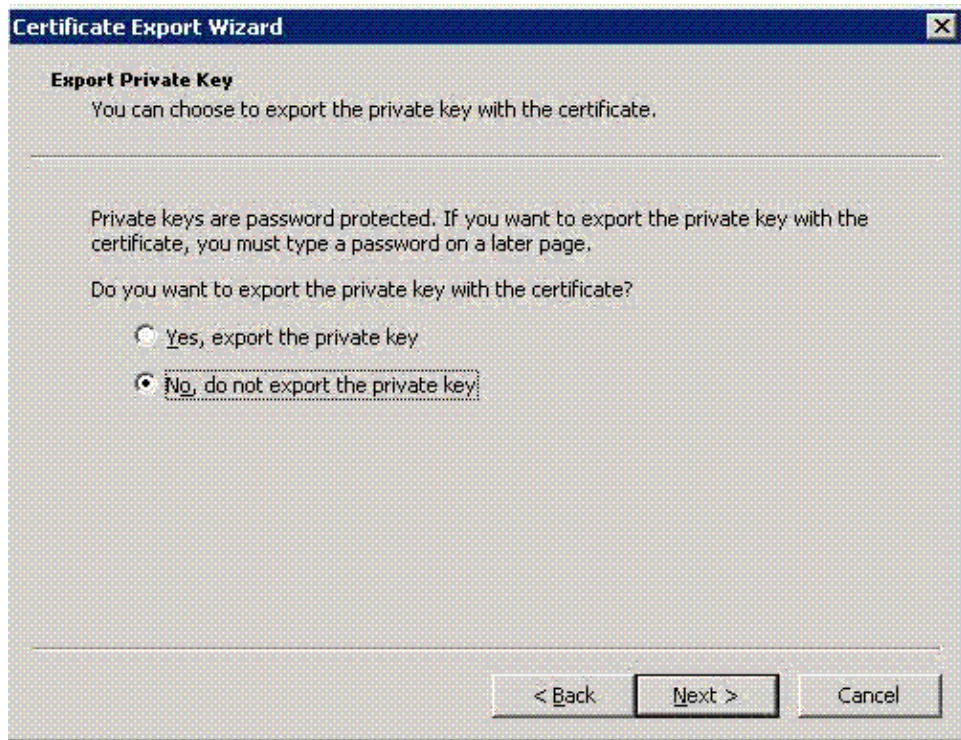 Certificate Export Wizard
Export Private Key
You can choose to export the private key with the certificate.
Private keys are password protected. If you want to export the private key with the
certificate, you must type a password on a later page.
Do you want to export the private key with the certificate?
Yes, export the private key
No, do not export the private key
< Back Next > Cancel